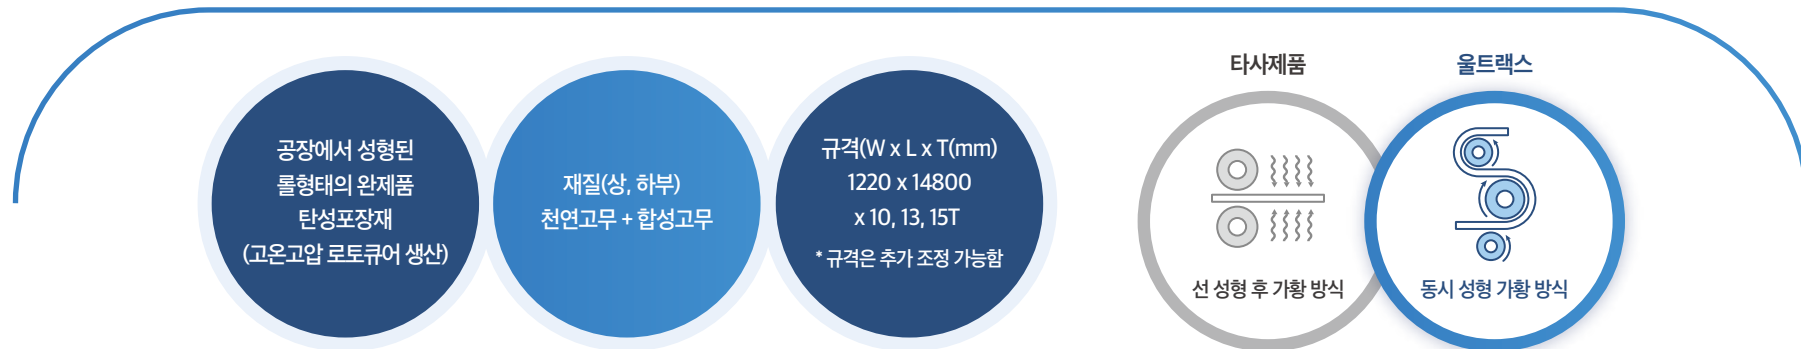 공장에서 성형된
롤형태의 완제품
탄성포장재
(고온고압 로토큐어 생산)
재질(상, 하부)
천연고무 + 합성고무
규격(W x L x T(mm)
1220 x 14800
x 10, 13, 15T
* 규격은 추가 조정 가능함
타사제품
선 성형 후 가황 방식
울트랙스
동시 성형 가황 방식